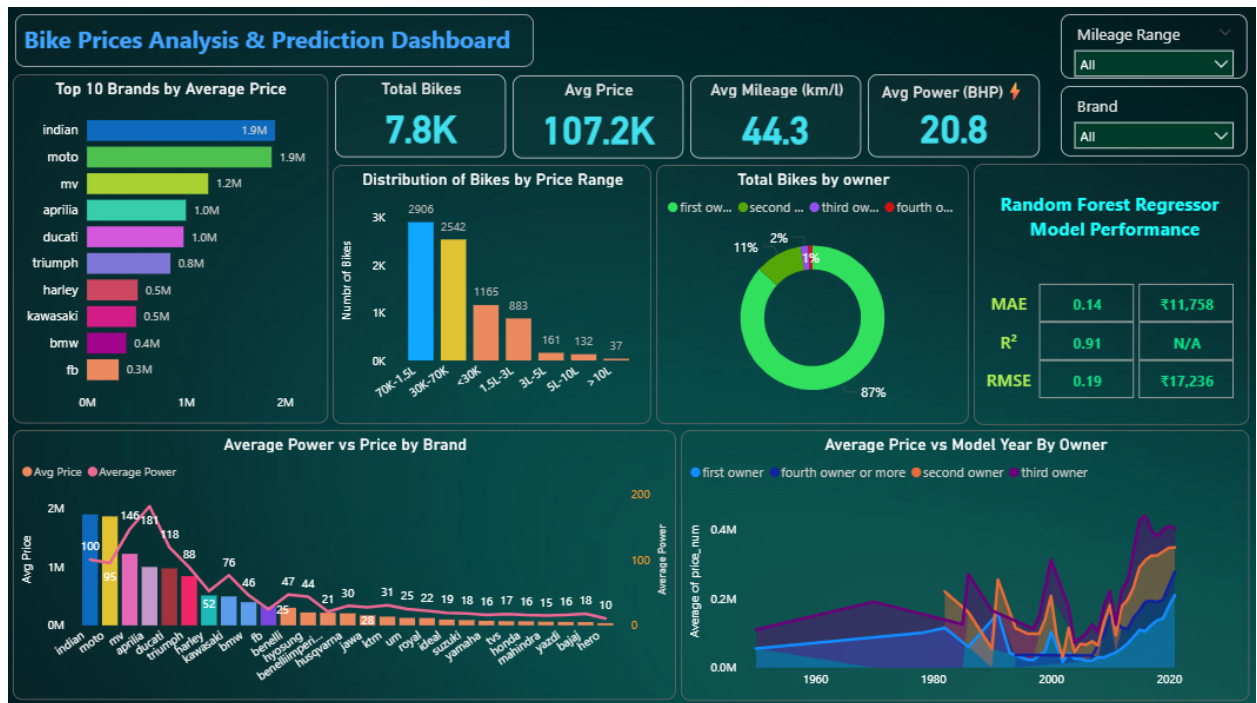 Bike Prices Analysis & Prediction Dashboard
Mileage Range
All
Brand
All
Top 10 Brands by Average Price
indian 1.9M
moto 1.9M
mv 1.2M
aprilia 1.0M
ducati 1.0M
triumph 0.8M
harley 0.5M
kawasaki 0.5M
bmw 0.4M
fb 0.3M
0M 1M 2M
Total Bikes
7.8K
Avg Price
107.2K
Avg Mileage (km/l)
44.3
Avg Power (BHP)⚡
20.8
Distribution of Bikes by Price Range
Numbr of Bikes
3K
2K
1K
0K
2906
2542
1165
883
161
132
37
70K-1.5L
30K-70K
<30K
1.5L-3L
3L-5L
5L-10L
>10L
Total Bikes by owner
first ow... second ... third ow... fourth o...
11%
2%
1%
87%
Random Forest Regressor
Model Performance
MAE 0.14 ₹11,758
R² 0.91 N/A
RMSE 0.19 ₹17,236
Average Power vs Price by Brand
Avg Price Average Power
Avg Price
2M
1M
0M
100
95
146
181
118
88
52
76
46
25
47
44
21
30
28
31
25
22
19
18
16
17
16
15
16
18
10
200
100
0
Average Power
indian
moto
mv
aprilia
ducati
triumph
harley
kawasaki
bmw
fb
benelli
hyosung
benelliimperi...
husqvarna
jawa
ktm
um
royal
ideal
suzuki
yamaha
tvs
honda
mahindra
yezdi
bajaj
hero
Average Price vs Model Year By Owner
first owner fourth owner or more second owner third owner
Average of price_num
0.4M
0.2M
0.0M
1960 1980 2000 2020